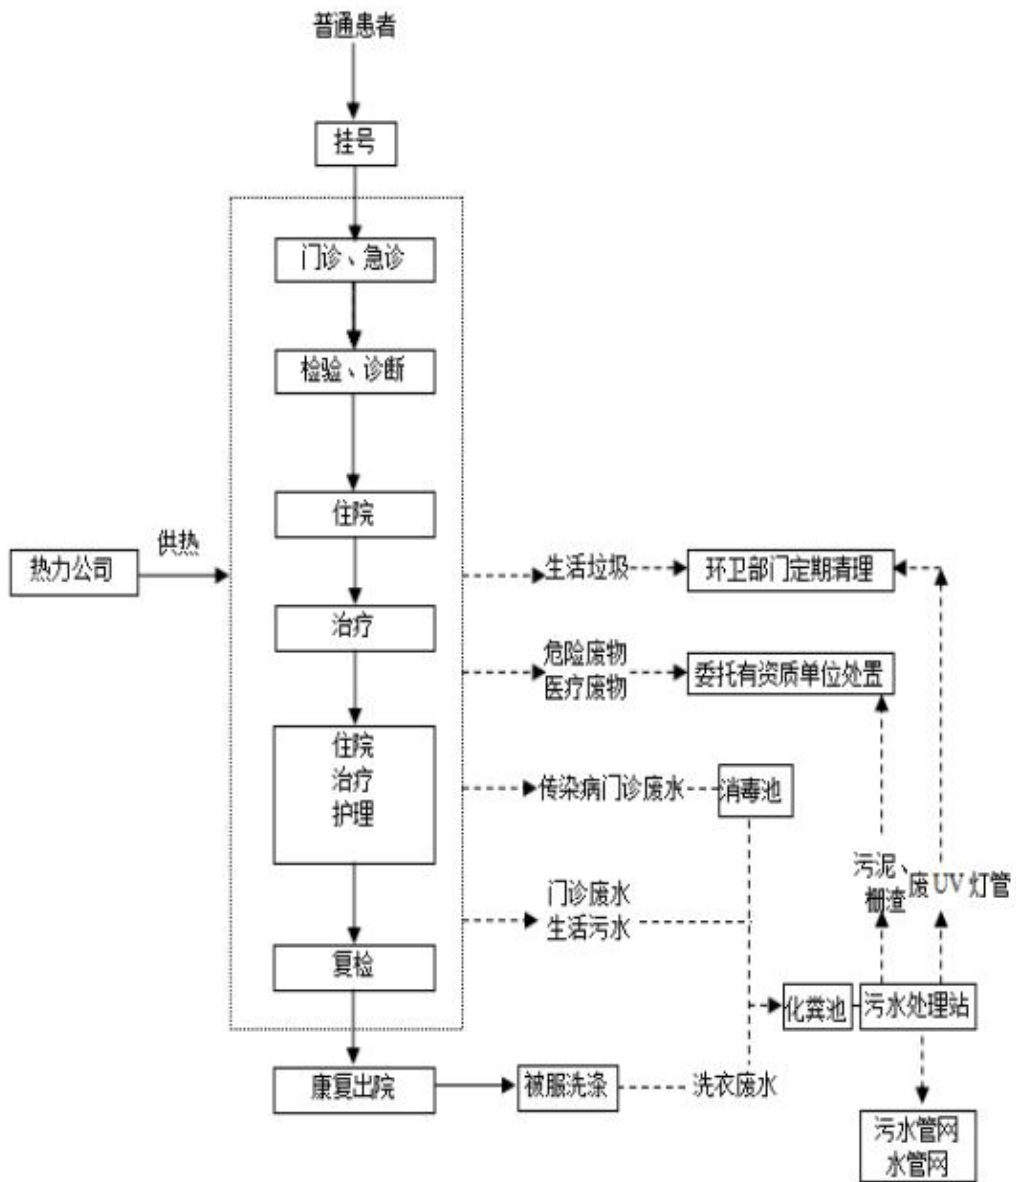 普通患者
挂号
门诊、急诊
检验、诊断
住院
供热
热力公司
生活垃圾
环卫部门定期清理
治疗
危险废物
医疗废物
委托有资质单位处置
住院
治疗
护理
传染病门诊废水
消毒池
污泥、
栅渣
废 UV 灯管
门诊废水
生活污水
复检
化粪池
污水处理站
康复出院
被服洗涤
洗衣废水
污水管网
水管网